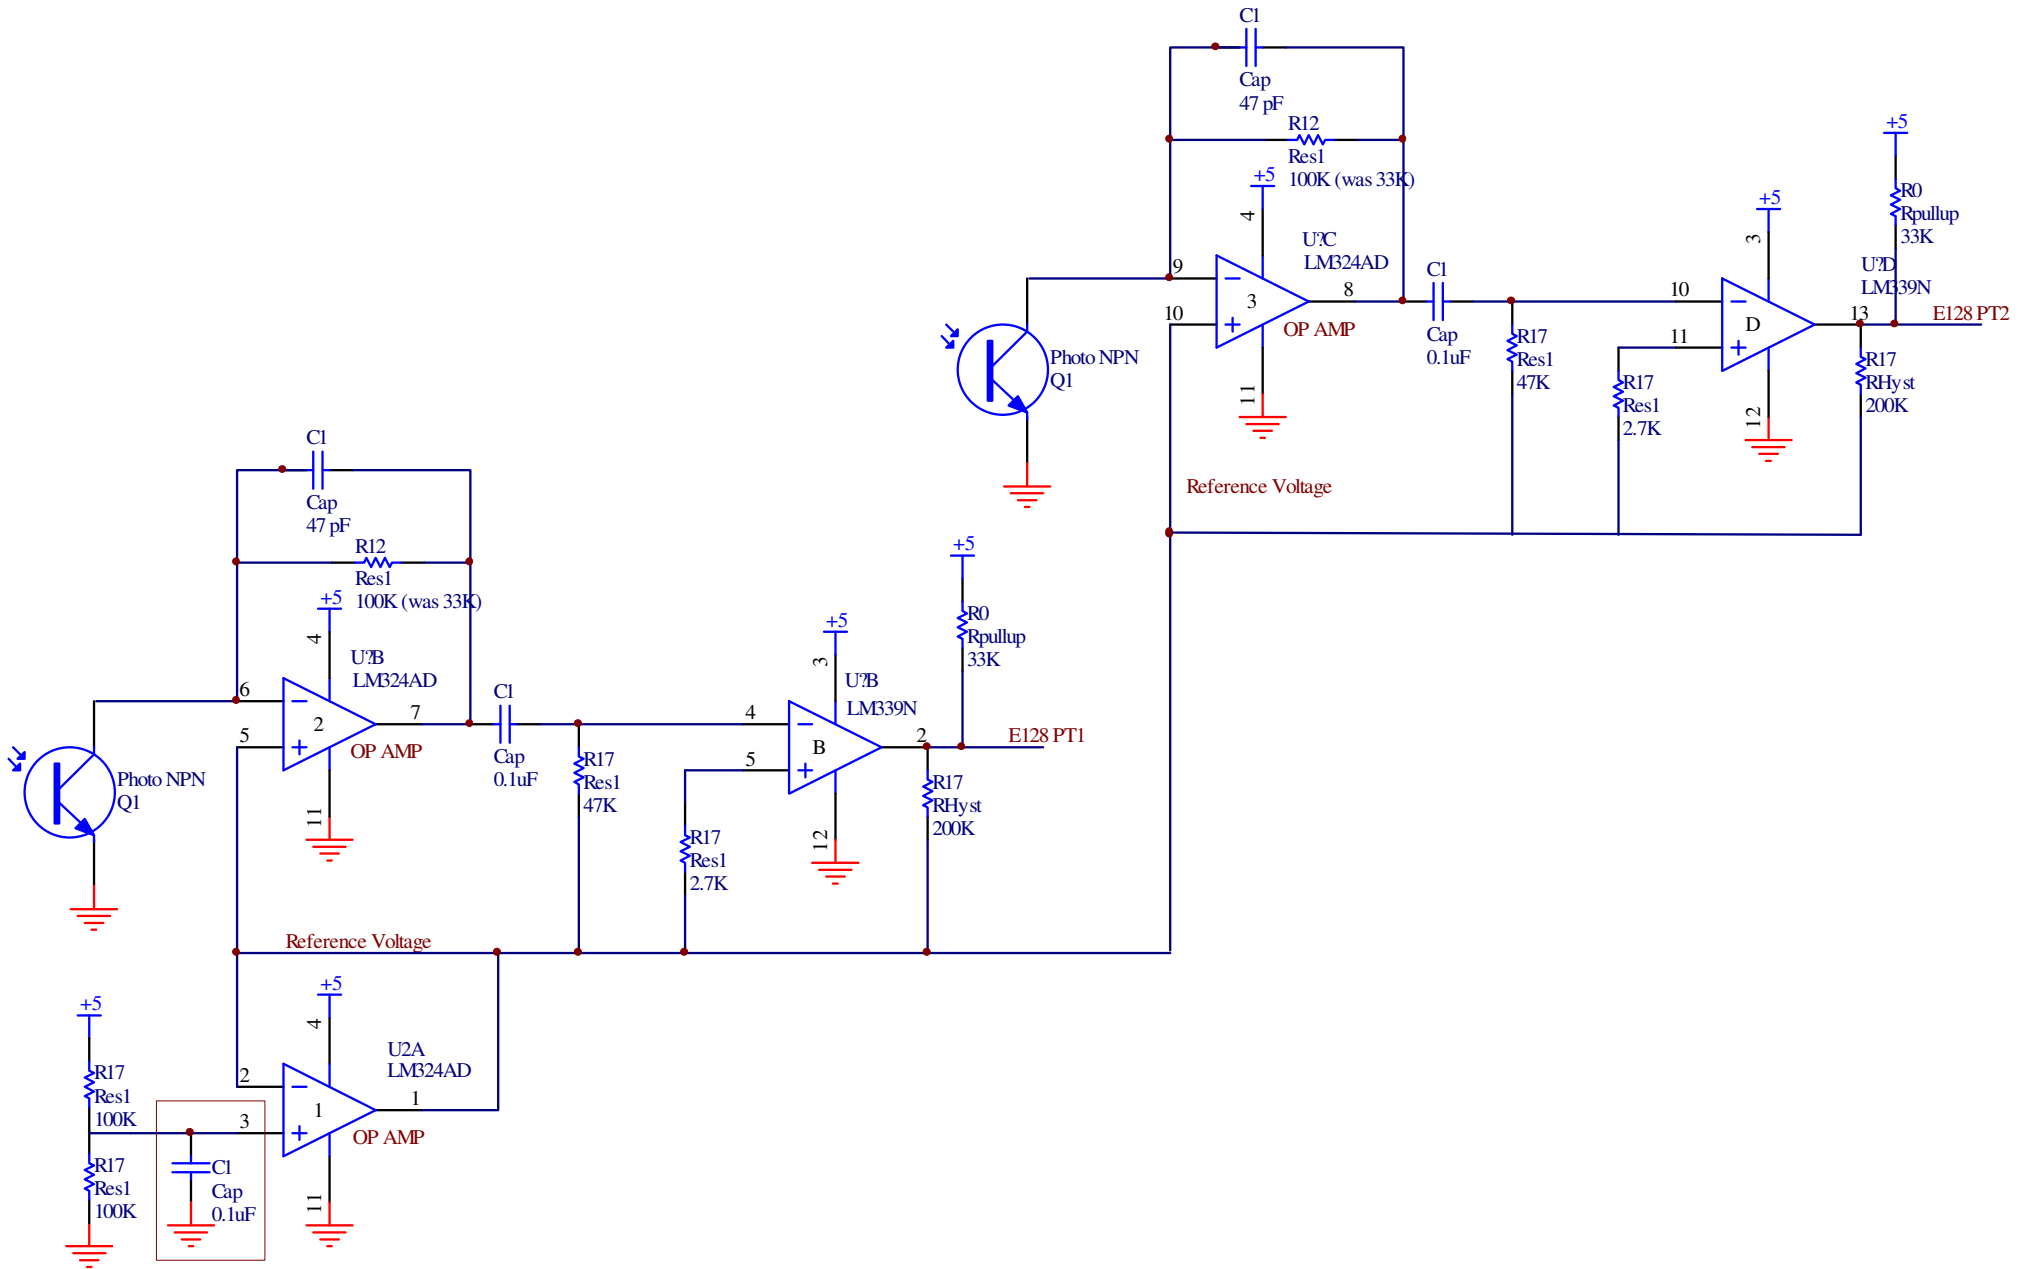 C1
Cap
47 pF
R12
Res1
100K (was 33K)
+5
4
U?C
LM324AD
9
10
3
8
OP AMP
11
Photo NPN
Q1
C1
Cap
0.1uF
R17
Res1
47K
+5
3
10
11
D
12
U?D
LM339N
13
R17
Res1
2.7K
+5
R0
Rpullup
33K
E128 PT2
R17
RHyst
200K
Reference Voltage
C1
Cap
47 pF
R12
Res1
100K (was 33K)
+5
4
U?B
LM324AD
6
5
2
7
OP AMP
11
Photo NPN
Q1
C1
Cap
0.1uF
R17
Res1
47K
+5
3
U?B
LM339N
4
5
B
2
12
R17
Res1
2.7K
+5
R0
Rpullup
33K
E128 PT1
R17
RHyst
200K
Reference Voltage
+5
R17
Res1
100K
R17
Res1
100K
C1
Cap
0.1uF
+5
4
U2A
LM324AD
2
3
1
1
OP AMP
11